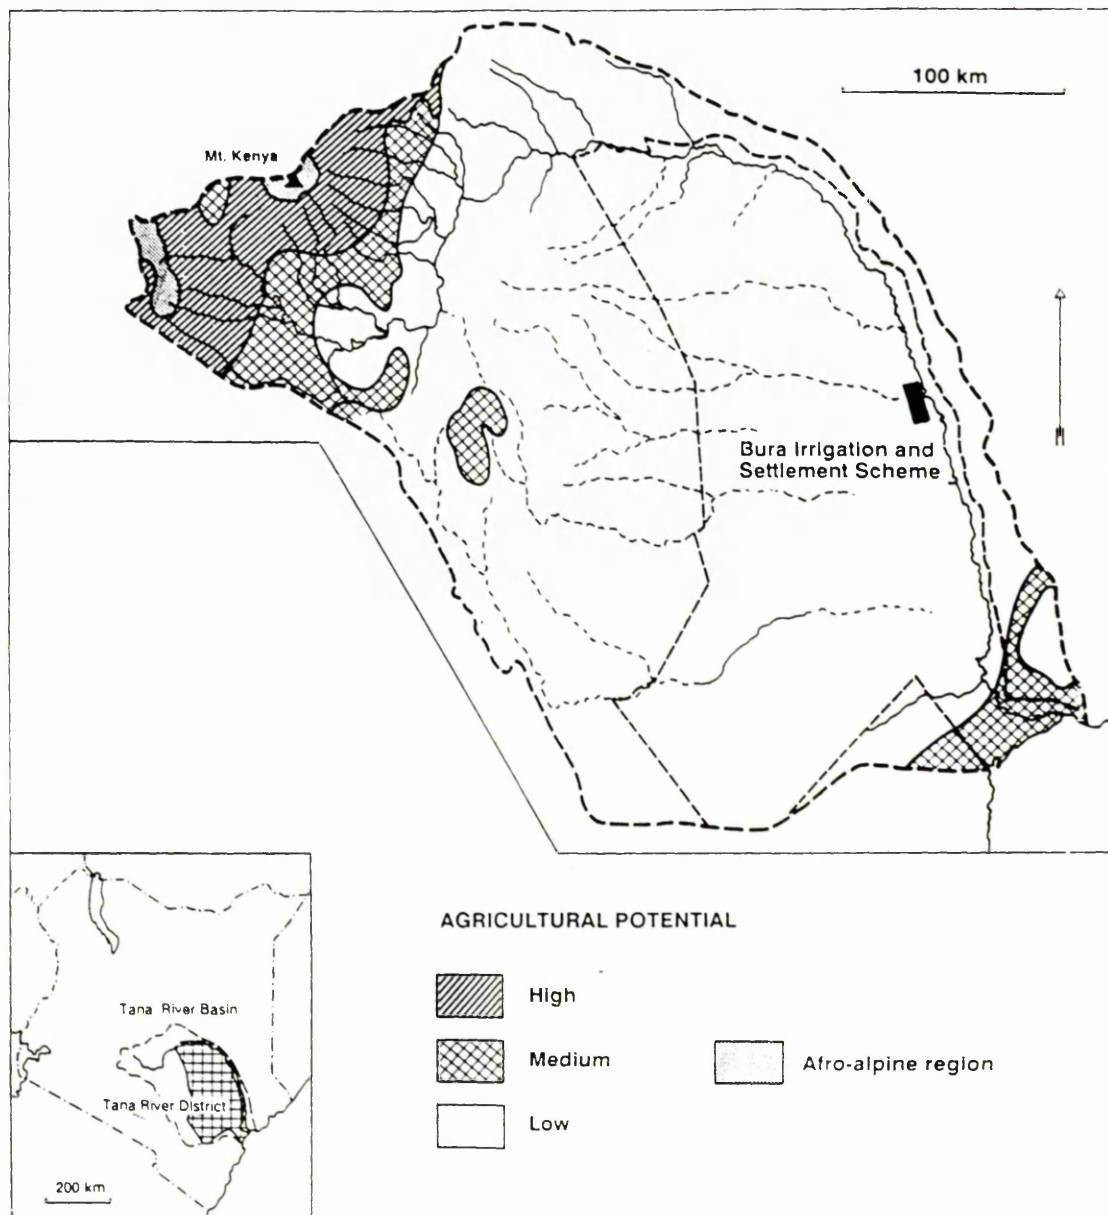 100 km
Mt. Kenya
Bura Irrigation and
Settlement Scheme
AGRICULTURAL POTENTIAL
High
Medium
Low
Afro-alpine region
Tana River Basin
Tana River District
200 km